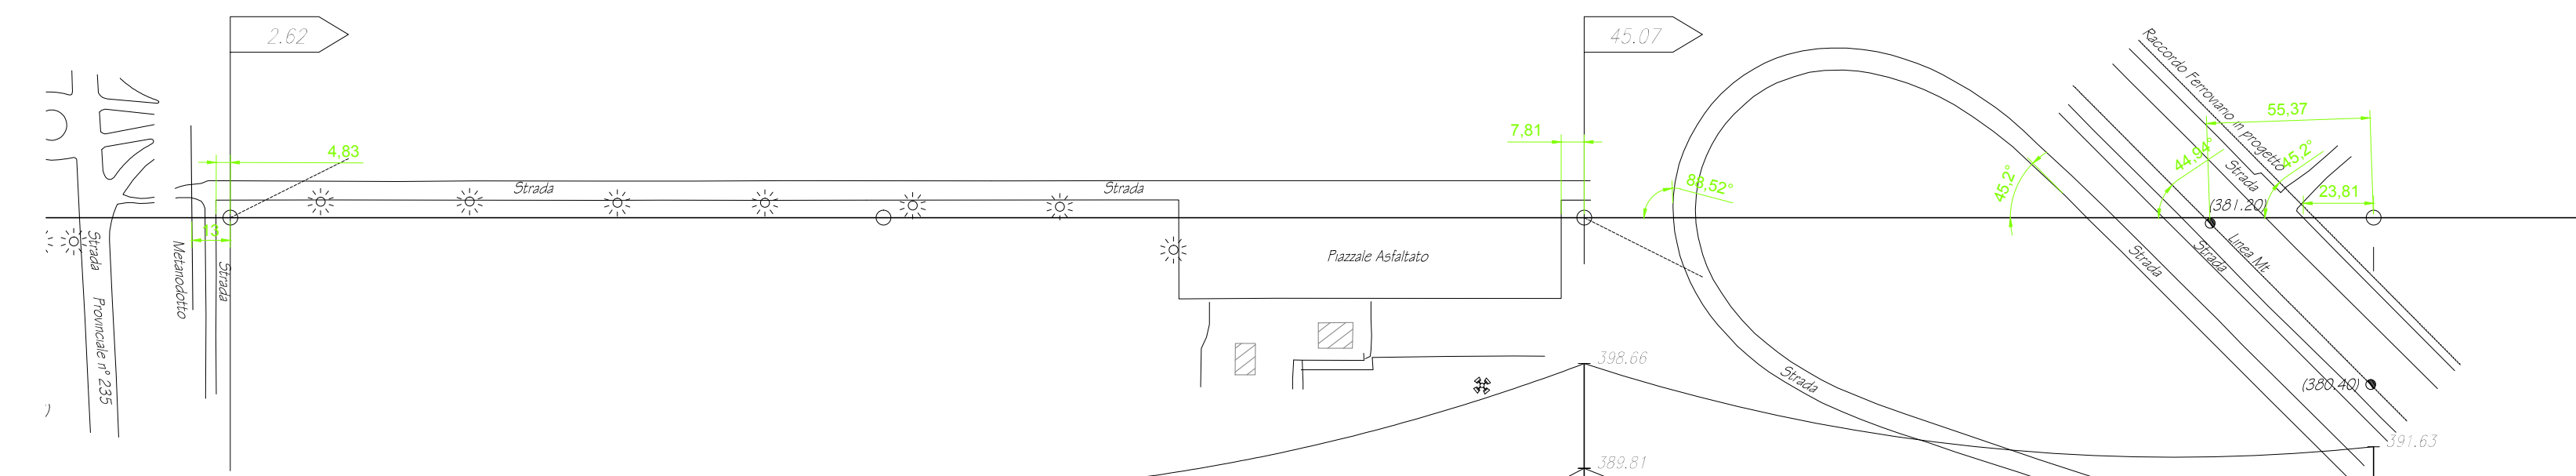 2.62
45.07
Raccordo Ferroviario in progetto
55,37
7,81
4,83
44,94°
45,2°
Strada
Strada
Strada
88,52°
45,2°
23,81
(381.20)
13
Strada Provinciale n° 235
Metanodotto
Strada
Piazzale Asfaltato
Strada
Strada
Linea Mt
398.66
Strada
(380.40)
391.63
389.81
)